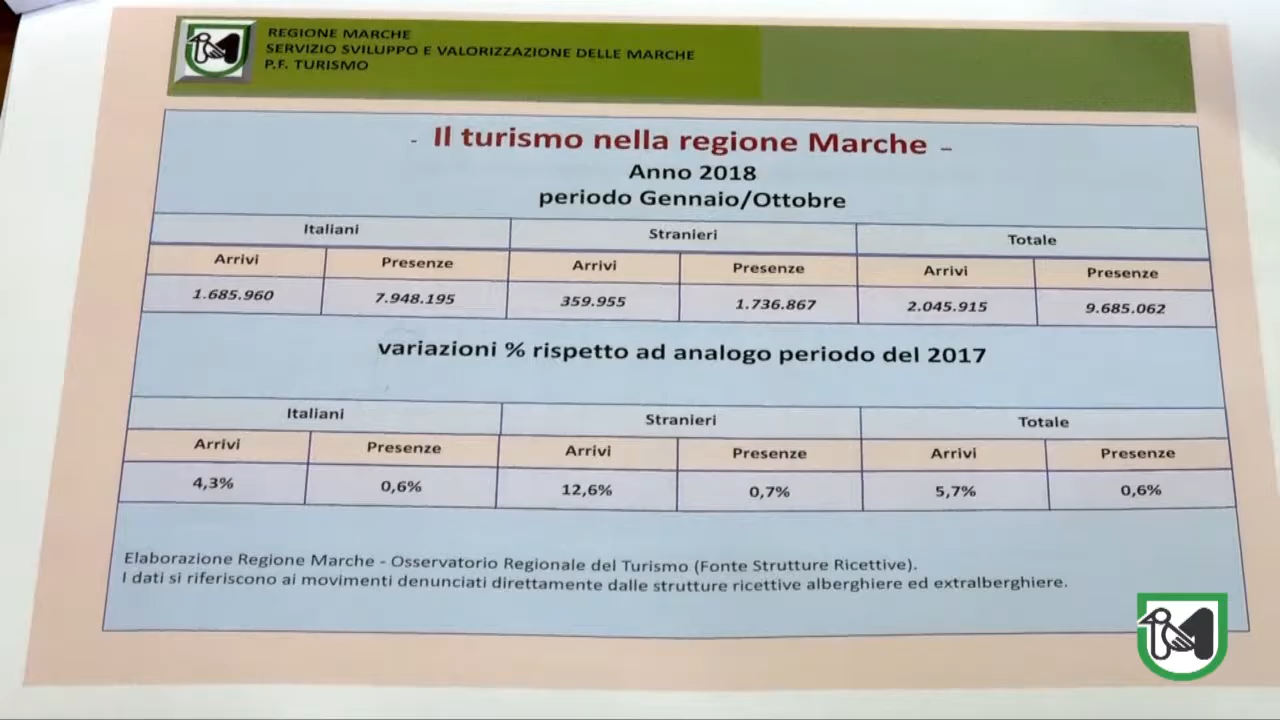 REGIONE MARCHE
SERVIZIO SVILUPPO E VALORIZZAZIONE DELLE MARCHE
P.F. TURISMO
- Il turismo nella regione Marche -
Anno 2018
periodo Gennaio/Ottobre
Italiani Stranieri Totale
Arrivi Presenze Arrivi Presenze Arrivi Presenze
1.685.960 7.948.195 359.955 1.736.867 2.045.915 9.685.062
variazioni % rispetto ad analogo periodo del 2017
Italiani Stranieri Totale
Arrivi Presenze Arrivi Presenze Arrivi Presenze
4,3% 0,6% 12,6% 0,7% 5,7% 0,6%
Elaborazione Regione Marche - Osservatorio Regionale del Turismo (Fonte Strutture Ricettive).
I dati si riferiscono ai movimenti denunciati direttamente dalle strutture ricettive alberghiere ed extralberghiere.